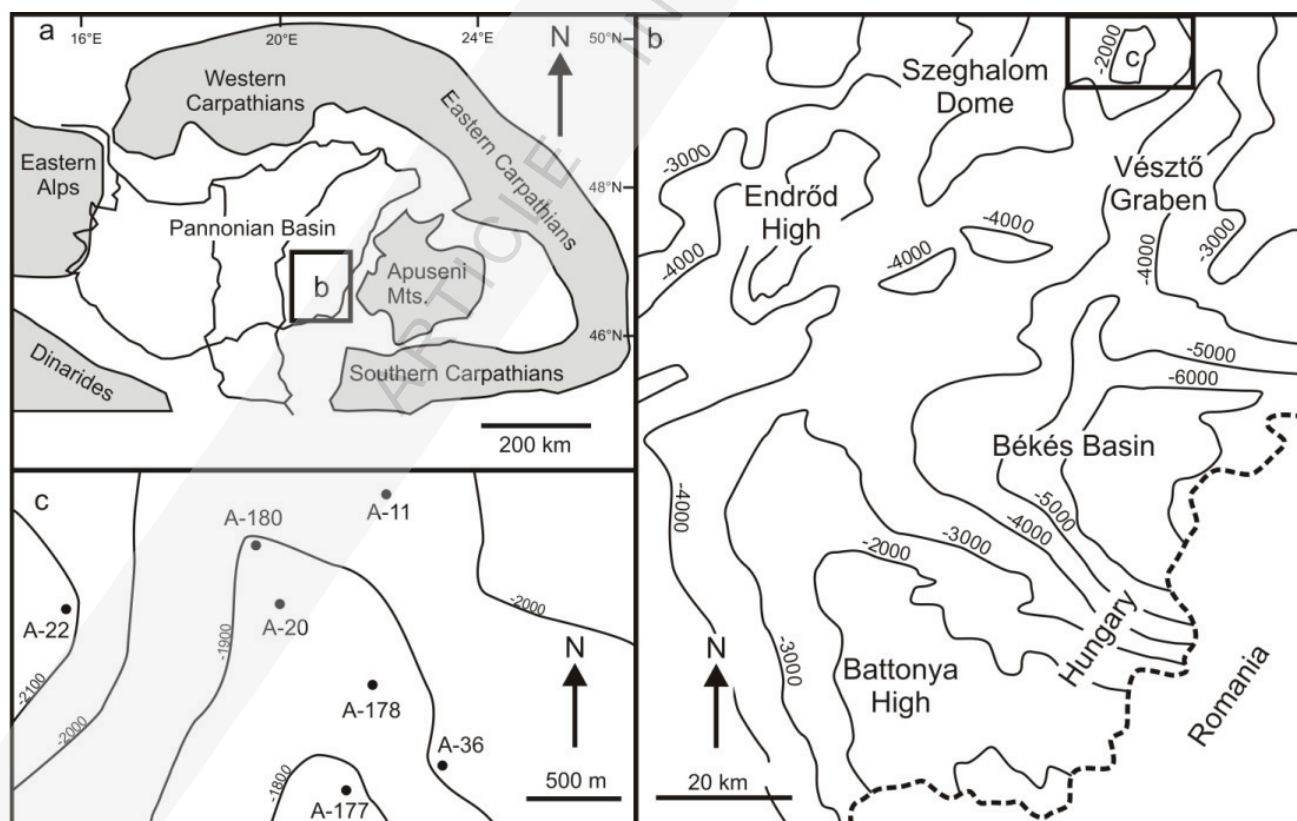 a
16°E
20°E
24°E
50°N
N
Western
Carpathians
Eastern Carpathians
Eastern
Alps
48°N
Pannonian Basin
b
Apuseni
Mts.
46°N
Dinarides
Southern Carpathians
200 km
ARTICLE IN
b
-2000
c
Szeghalom
Dome
-3000
Endrőd
High
Vésztő
Graben
-4000
-4000
-4000
-4000
-3000
-5000
-6000
Békés Basin
-4000
-5000
-4000
-3000
-2000
-3000
Hungary
Battonya
High
Romania
N
20 km
c
A-11
A-180
A-22
A-20
-2000
-1900
-2100
-2000
A-178
N
A-36
-1800
A-177
500 m